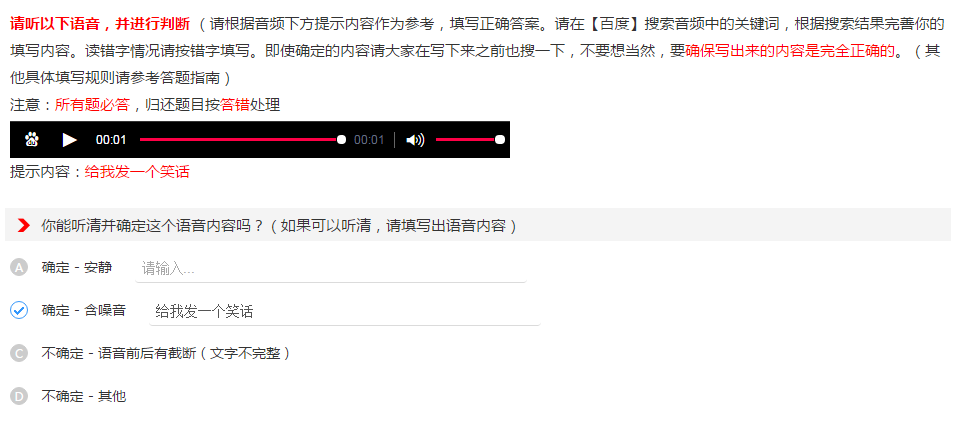 请听以下语音，并进行判断（请根据音频下方提示内容作为参考，填写正确答案。请在【百度】搜索音频中的关键词，根据搜索结果完善你的
填写内容。读错字情况请按错字填写。即使确定的内容请大家在写下来之前也搜一下，不要想当然，要确保写出来的内容是完全正确的。（其
他具体填写规则请参考答题指南）
注意：所有题必答，归还题目按答错处理
00:01 00:01
提示内容：给我发一个笑话
你能听清并确定这个语音内容吗？（如果可以听清，请填写出语音内容）
A 确定 - 安静 请输入...
确定 - 含噪音 给我发一个笑话
C 不确定 - 语音前后有截断（文字不完整）
D 不确定 - 其他